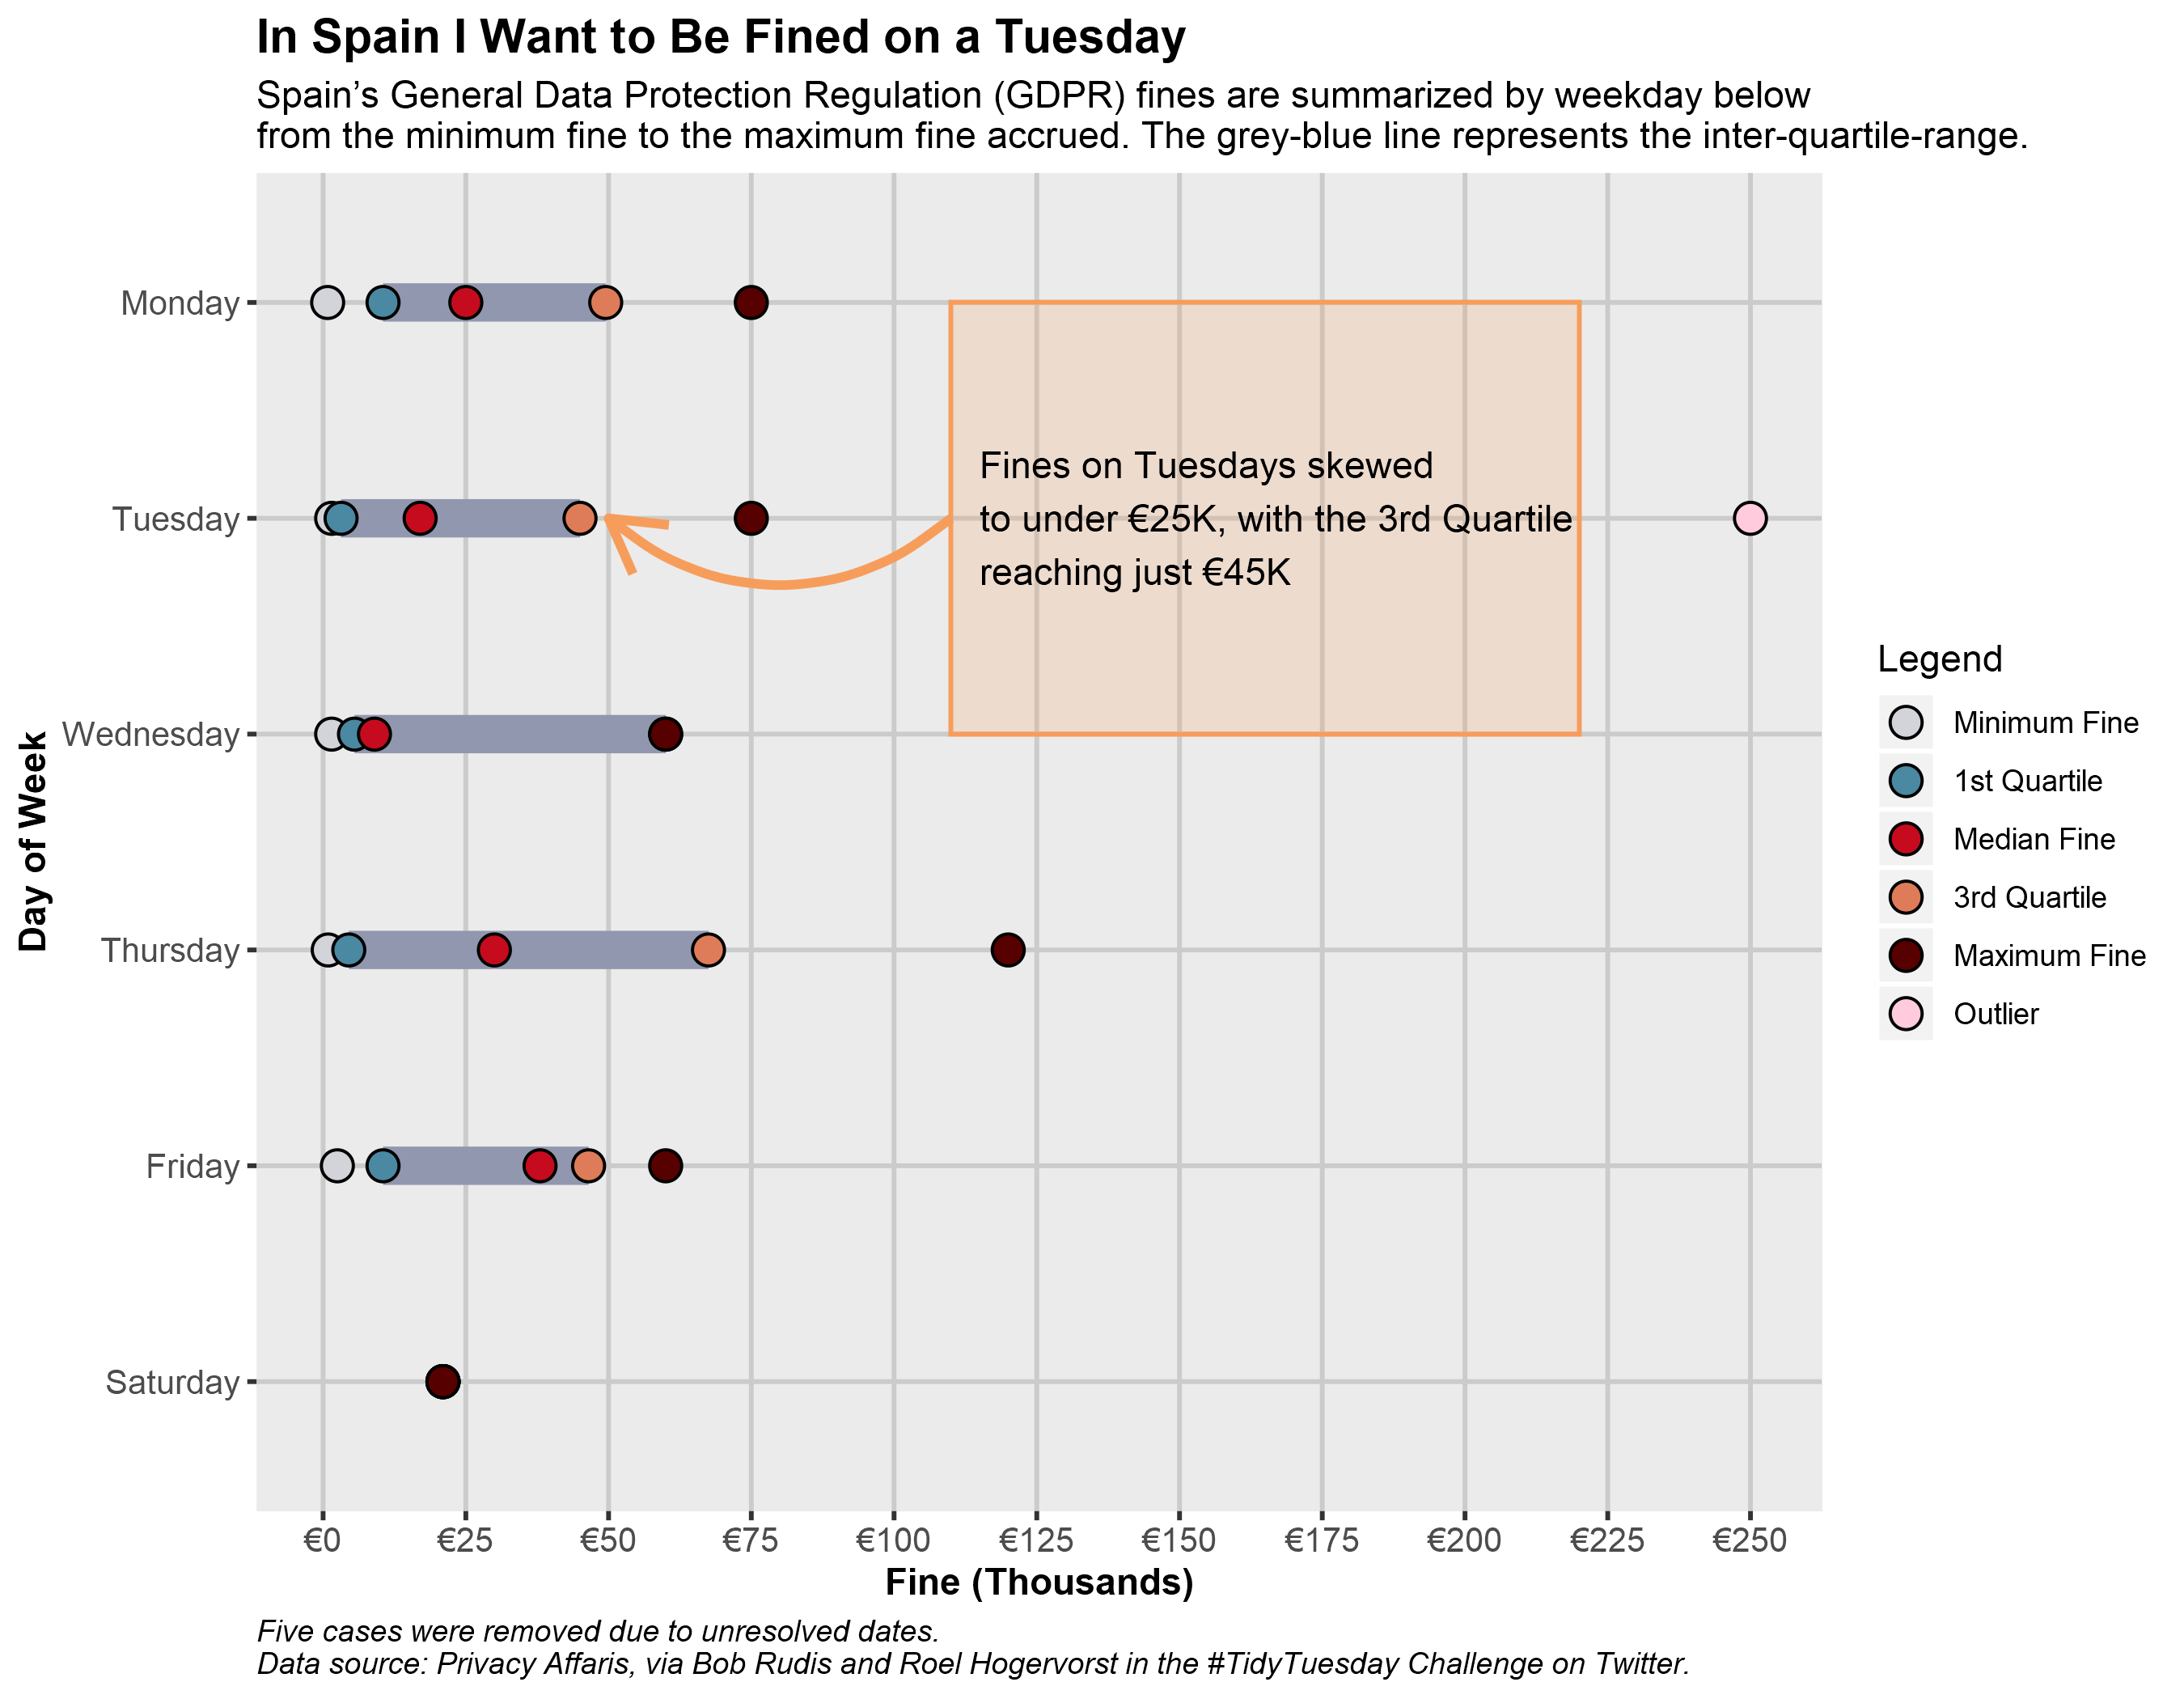 In Spain I Want to Be Fined on a Tuesday
Spain’s General Data Protection Regulation (GDPR) fines are summarized by weekday below
from the minimum fine to the maximum fine accrued. The grey-blue line represents the inter-quartile-range.
Day of Week
Monday
Tuesday
Wednesday
Thursday
Friday
Saturday
Fines on Tuesdays skewed
to under €25K, with the 3rd Quartile
reaching just €45K
Legend
Minimum Fine
1st Quartile
Median Fine
3rd Quartile
Maximum Fine
Outlier
€0 €25 €50 €75 €100 €125 €150 €175 €200 €225 €250
Fine (Thousands)
Five cases were removed due to unresolved dates.
Data source: Privacy Affaris, via Bob Rudis and Roel Hogervorst in the #TidyTuesday Challenge on Twitter.